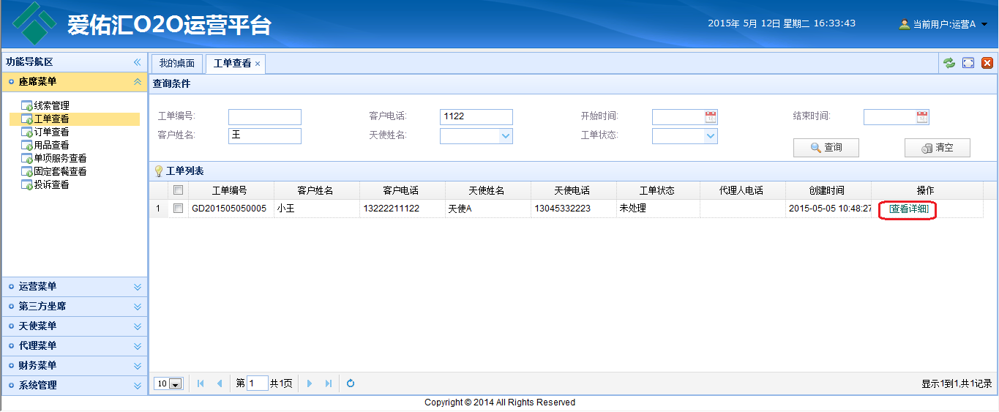 爱佑汇O2O运营平台
2015年 5月 12日 星期二 16:33:43
当前用户:运营A
功能导航区
座席菜单
线索管理
工单查看
订单查看
用品查看
单项服务查看
固定套餐查看
投诉查看
运营菜单
第三方坐席
天使菜单
代理菜单
财务菜单
系统管理
我的桌面 工单查看
查询条件
工单编号: 客户电话: 1122 开始时间: 结束时间:
客户姓名: 王 天使姓名: 工单状态:
查询 清空
工单列表
工单编号 客户姓名 客户电话 天使姓名 天使电话 工单状态 代理人电话 创建时间 操作
1 GD201505050005 小王 13222211122 天使A 13045332223 未处理 2015-05-05 10:48:27 [查看详细]
10 第 1 共1页 显示1到1,共1记录
Copyright © 2014 All Rights Reserved